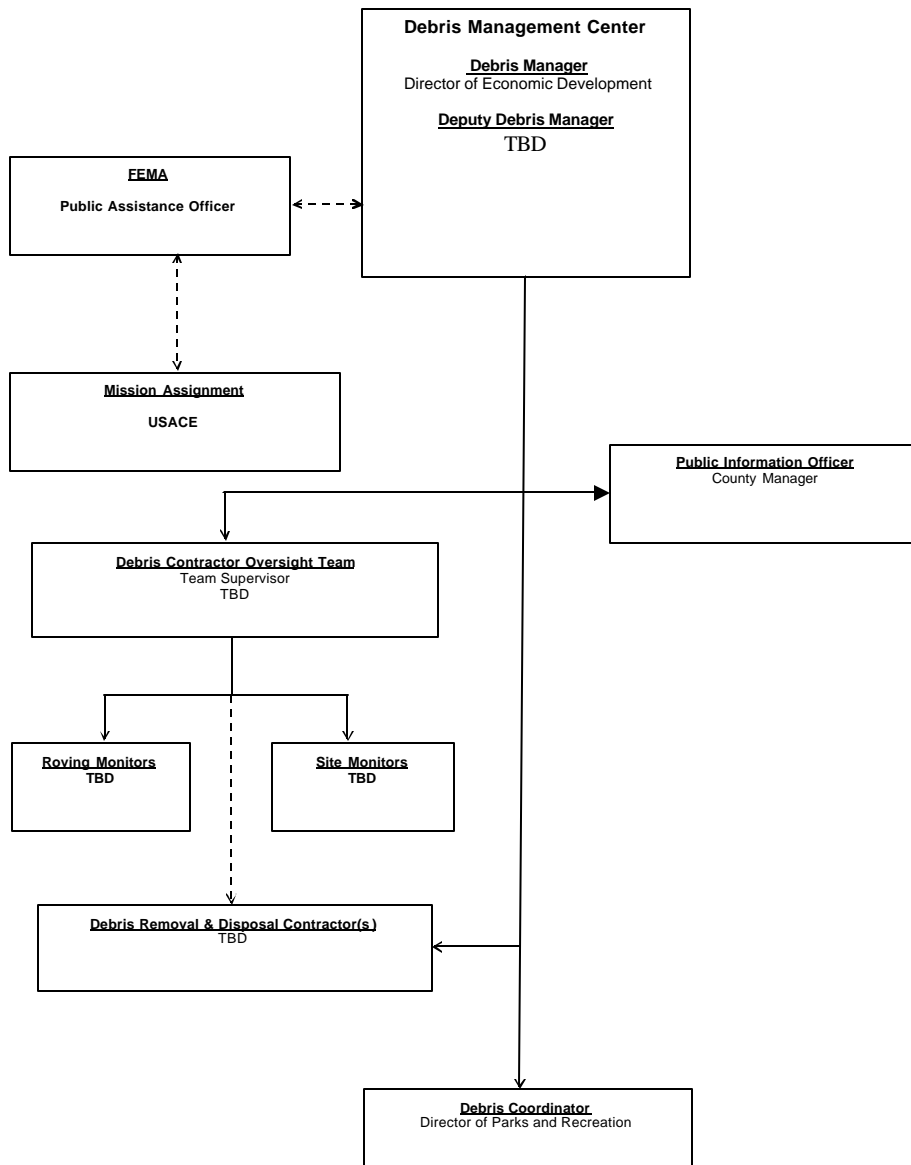 Debris Management Center
Debris Manager
Director of Economic Development
Deputy Debris Manager
TBD
FEMA
Public Assistance Officer
Mission Assignment
USACE
Public Information Officer
County Manager
Debris Contractor Oversight Team
Team Supervisor
TBD
Roving Monitors
TBD
Site Monitors
TBD
Debris Removal & Disposal Contractor(s)
TBD
Debris Coordinator
Director of Parks and Recreation